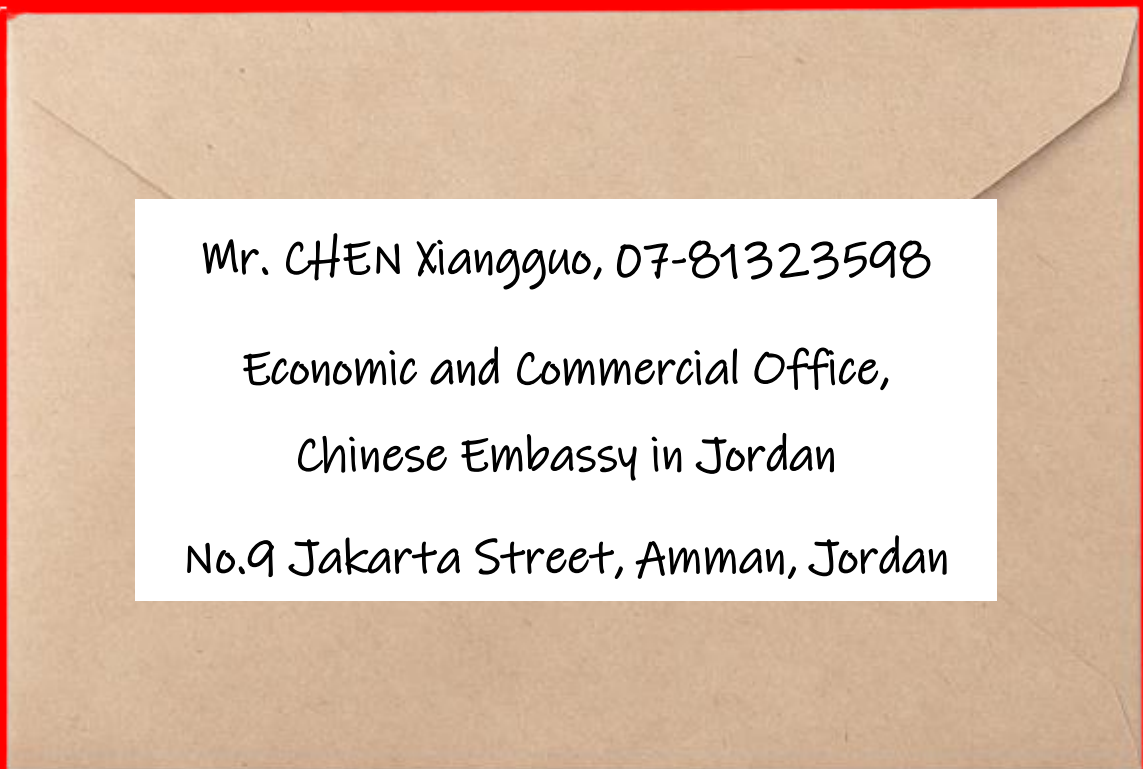 Mr. CHEN Xiangguo, 07-81323598
Economic and Commercial Office,
Chinese Embassy in Jordan
No.9 Jakarta Street, Amman, Jordan